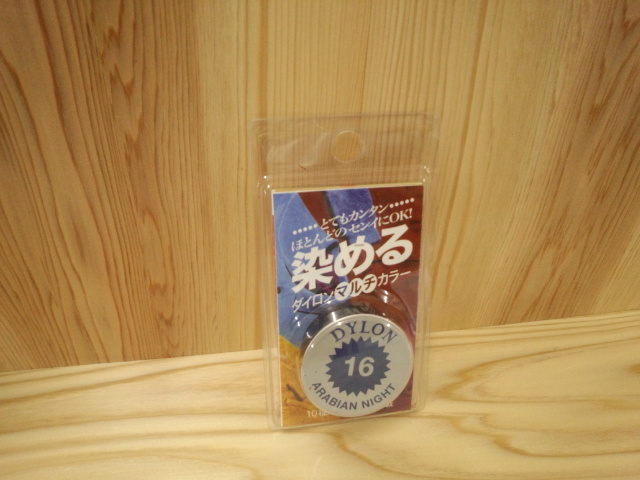 •••••とてもカンタン•••••
ほとんどのセンイにOK!
染める
ダイロンマルチカラー
DYLON
16
ARABIAN NIGHT